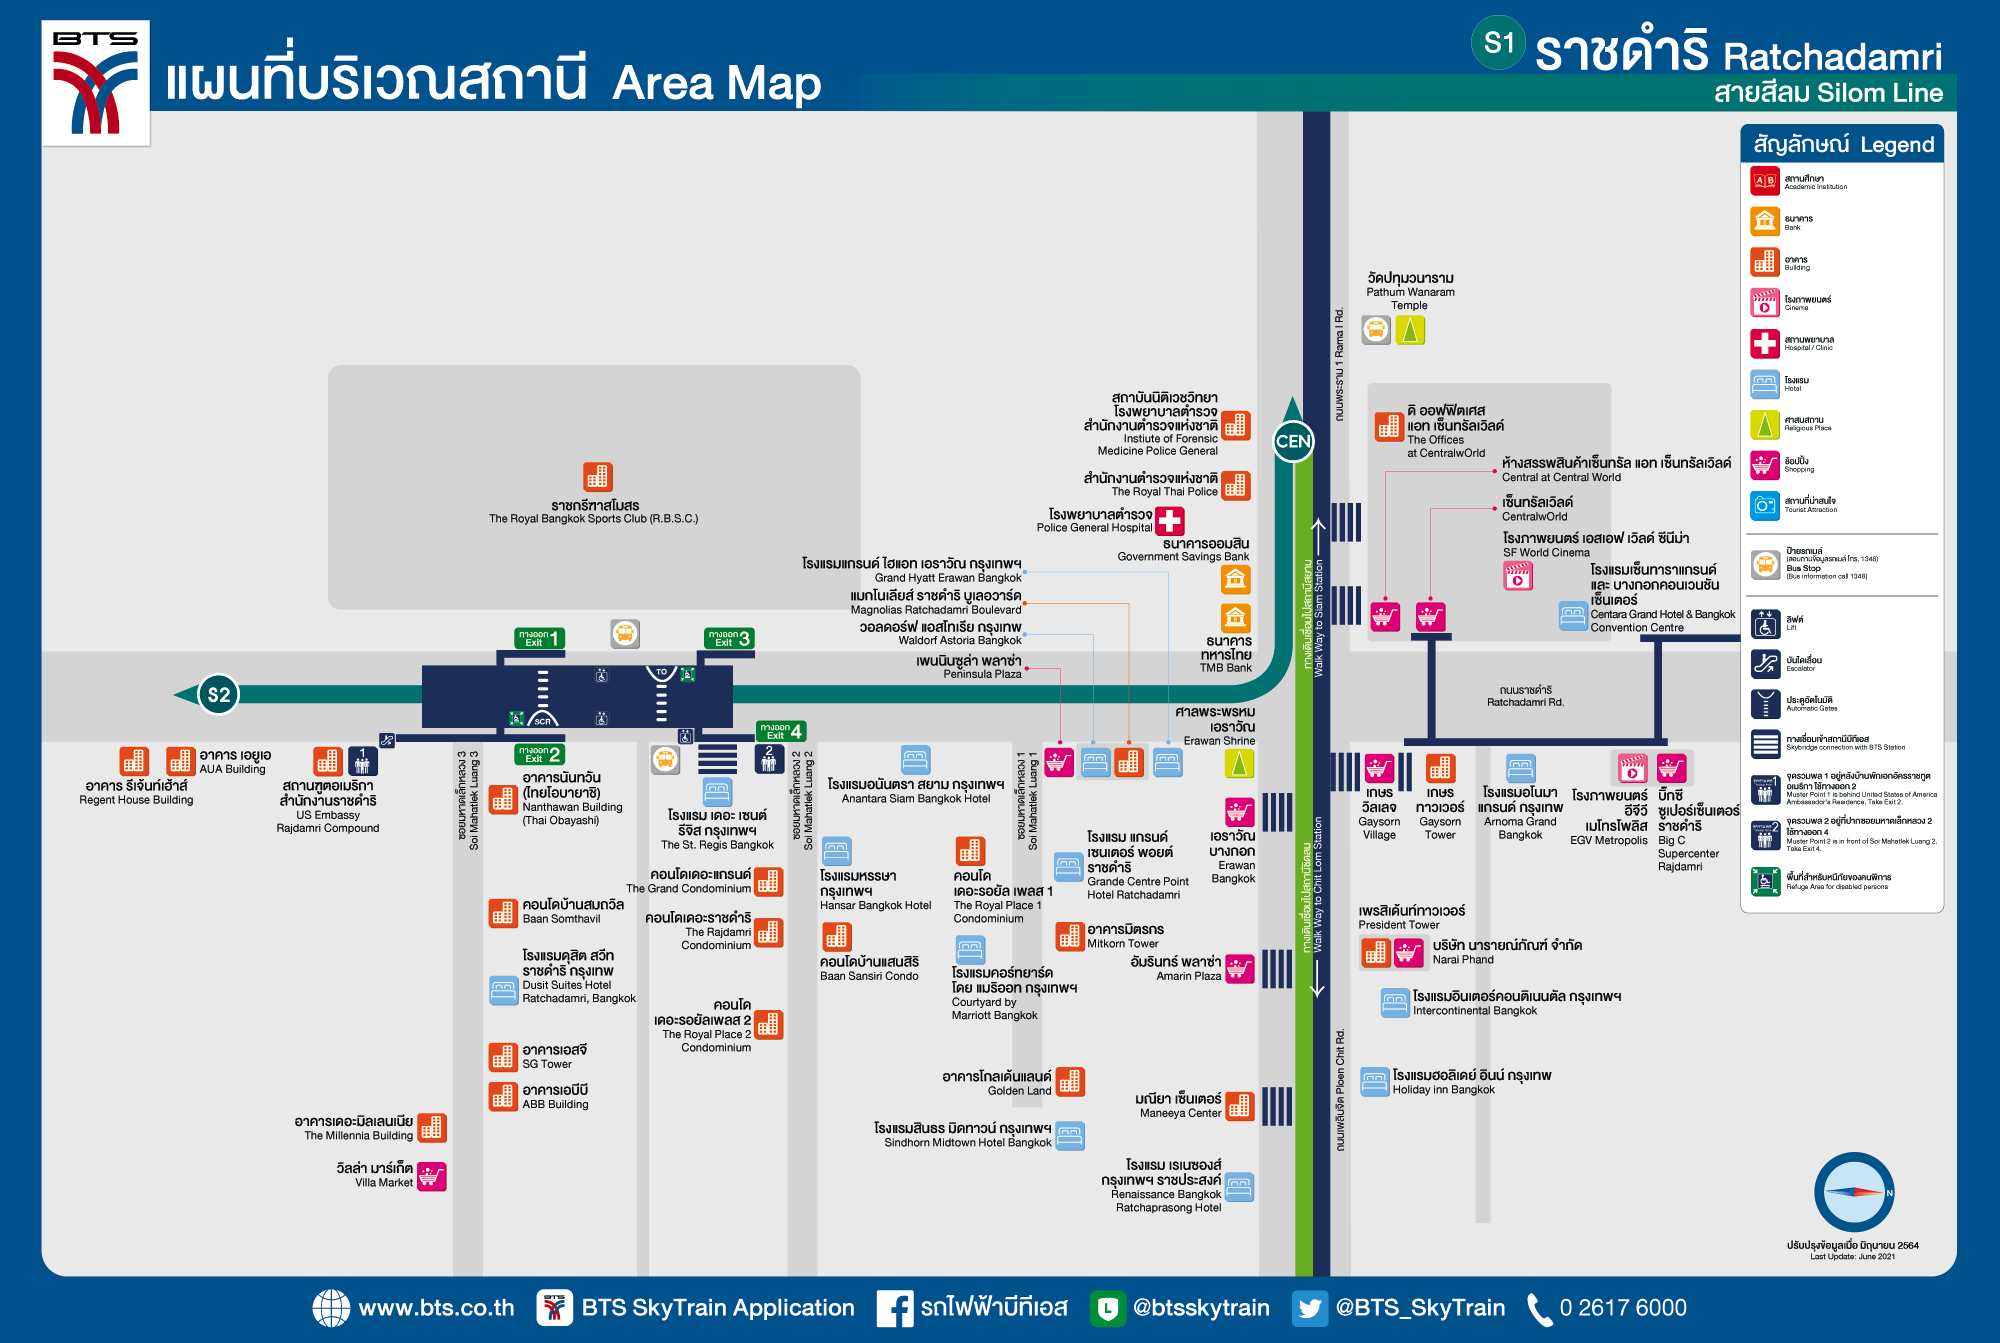 BTS
แผนที่บริเวณสถานี Area Map
S1 ราชดำริ Ratchadamri
สายสีลม Silom Line
สัญลักษณ์ Legend
สถานศึกษา
Academic Institution
ธนาคาร
Bank
อาคาร
Building
โรงภาพยนตร์
Cinema
สถานพยาบาล
Hospital / Clinic
โรงแรม
Hotel
ศาสนสถาน
Religious Place
ช้อปปิ้ง
Shopping
สถานที่น่าสนใจ
Tourist Attraction
ป้ายรถเมล์
(สอบถามข้อมูลรถเมล์ โทร. 1348)
Bus Stop
(Bus information call 1348)
ลิฟต์
Lift
บันไดเลื่อน
Escalator
ประตูอัตโนมัติ
Automatic Gates
ทางเชื่อมเข้าสถานีบีทีเอส
Skybridge connection with BTS Station
จุดรวมพล 1 อยู่หลังบ้านพักเอกอัครราชทูต
อเมริกา ใช้ทางออก 2
Muster Point 1 is behind United States of America
Ambassador's Residence. Take Exit 2.
จุดรวมพล 2 อยู่ที่ปากซอยมหาดเล็กหลวง 2
ใช้ทางออก 4
Muster Point 2 is in front of Soi Mahatlek Luang 2.
Take Exit 4.
พื้นที่สำหรับหนีภัยของคนพิการ
Refuge Area for disabled persons
วัดปทุมวนาราม
Pathum Wanaram
Temple
ถนนพระราม 1 Rama I Rd.
ราชกรีฑาสโมสร
The Royal Bangkok Sports Club (R.B.S.C.)
สถาบันนิติเวชวิทยา
โรงพยาบาลตำรวจ
สำนักงานตำรวจแห่งชาติ
Instiute of Forensic
Medicine Police General
สำนักงานตำรวจแห่งชาติ
The Royal Thai Police
โรงพยาบาลตำรวจ
Police General Hospital
ธนาคารออมสิน
Government Savings Bank
ธนาคาร
ทหารไทย
TMB Bank
CEN
โรงแรมแกรนด์ ไฮแอท เอราวัณ กรุงเทพฯ
Grand Hyatt Erawan Bangkok
แมกโนเลียส์ ราชดำริ บูเลอวาร์ด
Magnolias Ratchadamri Boulevard
วอลดอร์ฟ แอสโทเรีย กรุงเทพ
Waldorf Astoria Bangkok
เพนนินซูล่า พลาซ่า
Peninsula Plaza
ดิ ออฟฟิตเศส
แอท เซ็นทรัลเวิลด์
The Offices
at CentralwOrld
ห้างสรรพสินค้าเซ็นทรัล แอท เซ็นทรัลเวิลด์
Central at Central World
เซ็นทรัลเวิลด์
CentralwOrld
โรงภาพยนตร์ เอสเอฟ เวิลด์ ซีนีม่า
SF World Cinema
โรงแรมเซ็นทาราแกรนด์
และ บางกอกคอนเวนชัน
เซ็นเตอร์
Centara Grand Hotel & Bangkok
Convention Centre
ทางเดินเชื่อมไปสถานีสยาม
Walk Way to Siam Station
ทางออก Exit 1
ทางออก Exit 3
S2
TO
SCR
ทางออก Exit 2
ทางออก Exit 4
ถนนราชดำริ
Ratchadamri Rd.
ศาลพระพรหม
เอราวัณ
Erawan Shrine
อาคาร รีเจ้นท์เฮ้าส์
Regent House Building
อาคาร เอยูเอ
AUA Building
1
สถานฑูตอเมริกา
สำนักงานราชดำริ
US Embassy
Rajdamri Compound
ซอยมหาดเล็กหลวง 3
Soi Mahatlek Luang 3
อาคารนันทวัน
(ไทยโอบายาชิ)
Nanthawan Building
(Thai Obayashi)
2
โรงแรม เดอะ เซนต์
รีจิส กรุงเทพฯ
The St. Regis Bangkok
ซอยมหาดเล็กหลวง 2
Soi Mahatlek Luang 2
โรงแรมอนันตรา สยาม กรุงเทพฯ
Anantara Siam Bangkok Hotel
ซอยมหาดเล็กหลวง 1
Soi Mahatlek Luang 1
เอราวัณ
บางกอก
Erawan
Bangkok
เกษร
วิลเลจ
Gaysorn
Village
เกษร
ทาวเวอร์
Gaysorn
Tower
โรงแรมอโนมา
แกรนด์ กรุงเทพ
Arnoma Grand
Bangkok
โรงภาพยนตร์
อีจีวี
เมโทรโพลิส
EGV Metropolis
บิ๊กซี
ซูเปอร์เซ็นเตอร์
ราชดำริ
Big C
Supercenter
Rajdamri
คอนโดเดอะแกรนด์
The Grand Condominium
คอนโดเดอะราชดำริ
The Rajdamri
Condominium
คอนโด
เดอะรอยัลเพลส 2
The Royal Place 2
Condominium
คอนโดบ้านสมถวิล
Baan Somthavil
โรงแรมดุสิต สวีท
ราชดำริ กรุงเทพ
Dusit Suites Hotel
Ratchadamri, Bangkok
อาคารเอสจี
SG Tower
อาคารเอบีบี
ABB Building
อาคารเดอะมิลเลนเนีย
The Millennia Building
วิลล่า มาร์เก็ต
Villa Market
โรงแรมหรรษา
กรุงเทพฯ
Hansar Bangkok Hotel
คอนโดบ้านแสนสิริ
Baan Sansiri Condo
คอนโด
เดอะรอยัล เพลส 1
The Royal Place 1
Condominium
โรงแรมคอร์ทยาร์ด
โดย แมริออท กรุงเทพฯ
Courtyard by
Marriott Bangkok
โรงแรม แกรนด์
เซนเตอร์ พอยต์
ราชดำริ
Grande Centre Point
Hotel Ratchadamri
อาคารมิตรกร
Mitkorn Tower
อัมรินทร์ พลาซ่า
Amarin Plaza
อาคารโกลเด้นแลนด์
Golden Land
มณียา เซ็นเตอร์
Maneeya Center
โรงแรมสินธร มิดทาวน์ กรุงเทพฯ
Sindhorn Midtown Hotel Bangkok
โรงแรม เรเนซองส์
กรุงเทพฯ ราชประสงค์
Renaissance Bangkok
Ratchaprasong Hotel
ทางเดินเชื่อมไปสถานีชิดลม
Walk Way to Chit Lom Station
ถนนเพลินจิต Ploen Chit Rd.
เพรสิเด้นท์ทาวเวอร์
President Tower
บริษัท นารายณ์ภัณฑ์ จำกัด
Narai Phand
โรงแรมอินเตอร์คอนติเนนตัล กรุงเทพฯ
Intercontinental Bangkok
โรงแรมฮอลิเดย์ อินน์ กรุงเทพ
Holiday inn Bangkok
N
ปรับปรุงข้อมูลเมื่อ มิถุนายน 2564
Last Update: June 2021
www.bts.co.th
BTS SkyTrain Application
รถไฟฟ้าบีทีเอส
@btsskytrain
@BTS_SkyTrain
0 2617 6000